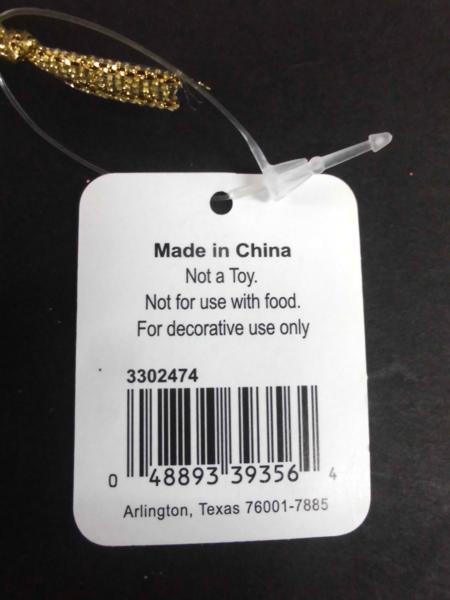 Made in China
Not a Toy.
Not for use with food.
For decorative use only
3302474
0 48893 39356 4
Arlington, Texas 76001-7885